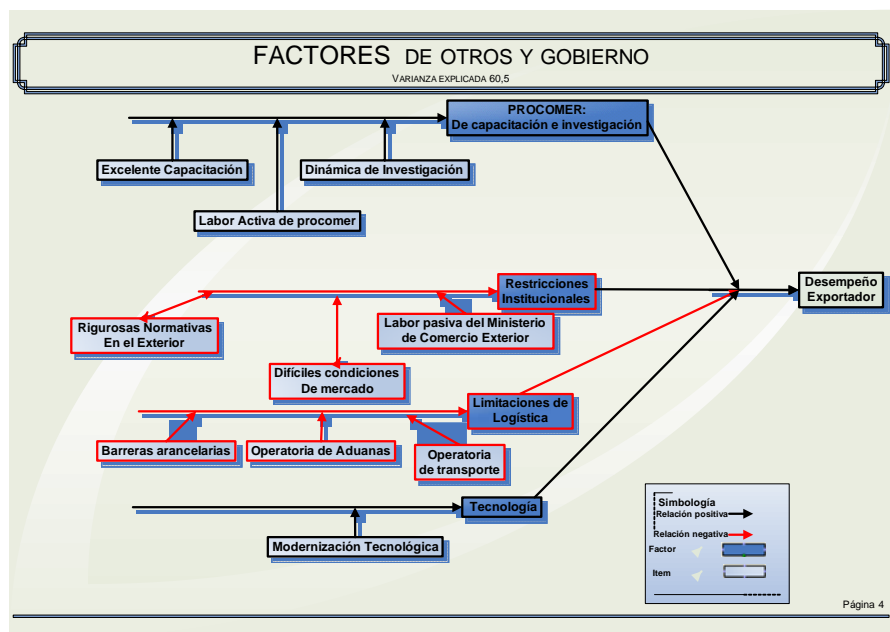 FACTORES DE OTROS Y GOBIERNO
VARIANZA EXPLICADA 60,5
PROCOMER:
De capacitación e investigación
Excelente Capacitación
Dinámica de Investigación
Labor Activa de procomer
Restricciones
Institucionales
Desempeño
Exportador
Rigurosas Normativas
En el Exterior
Labor pasiva del Ministerio
de Comercio Exterior
Difíciles condiciones
De mercado
Limitaciones de
Logística
Barreras arancelarias
Operatoria de Aduanas
Operatoria
de transporte
Tecnología
Modernización Tecnológica
Simbología
Relación positiva
Relación negativa
Factor
Item
Página 4